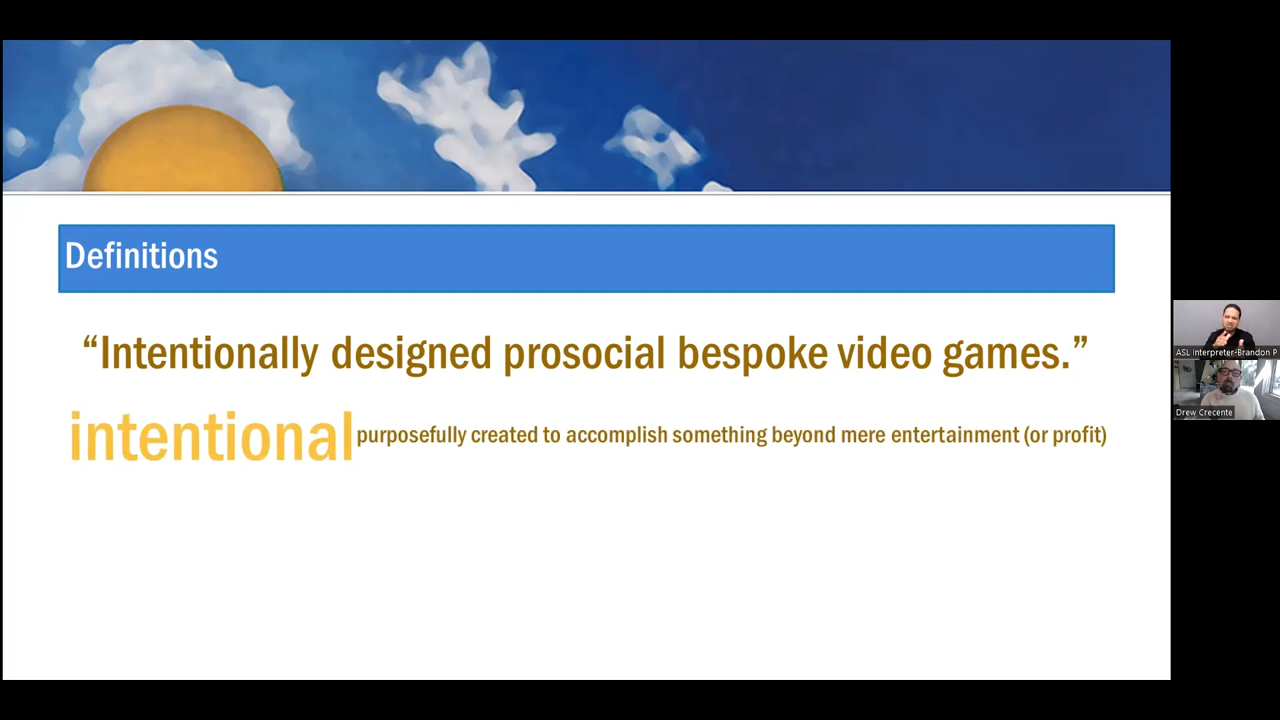 Definitions
“Intentionally designed prosocial bespoke video games.”
intentional purposefully created to accomplish something beyond mere entertainment (or profit)
ASL Interpreter-Brandon P
Drew Crecente